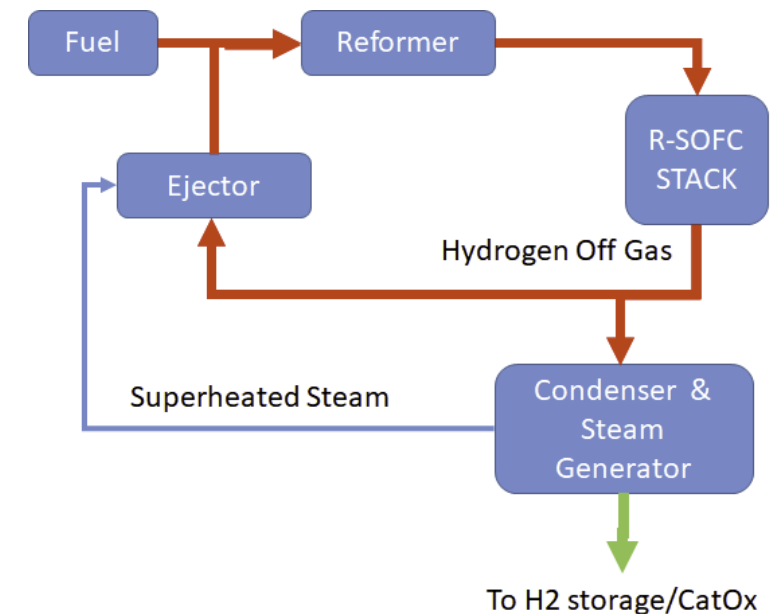 Fuel
Reformer
R-SOFC
STACK
Ejector
Hydrogen Off Gas
Superheated Steam
Condenser &
Steam
Generator
To H2 storage/CatOx